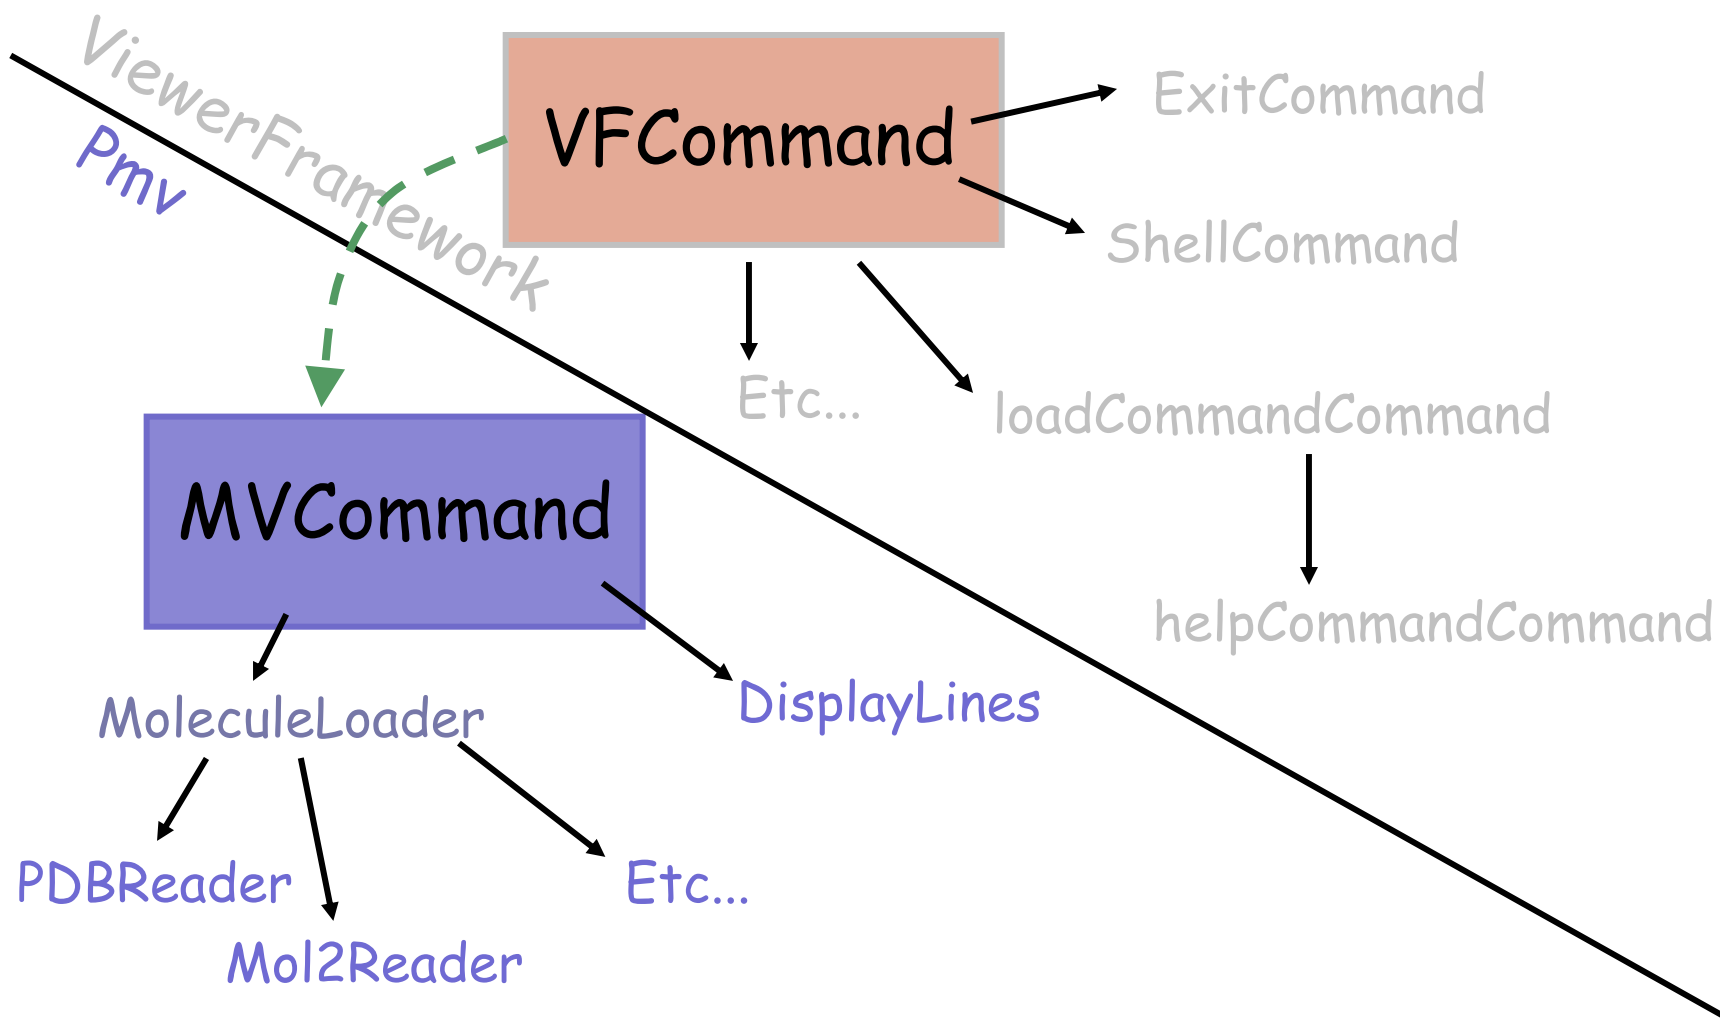 ViewerFramework
Pmv
VFCommand
ExitCommand
ShellCommand
Etc...
loadCommandCommand
helpCommandCommand
MVCommand
MoleculeLoader
DisplayLines
PDBReader
Etc...
Mol2Reader